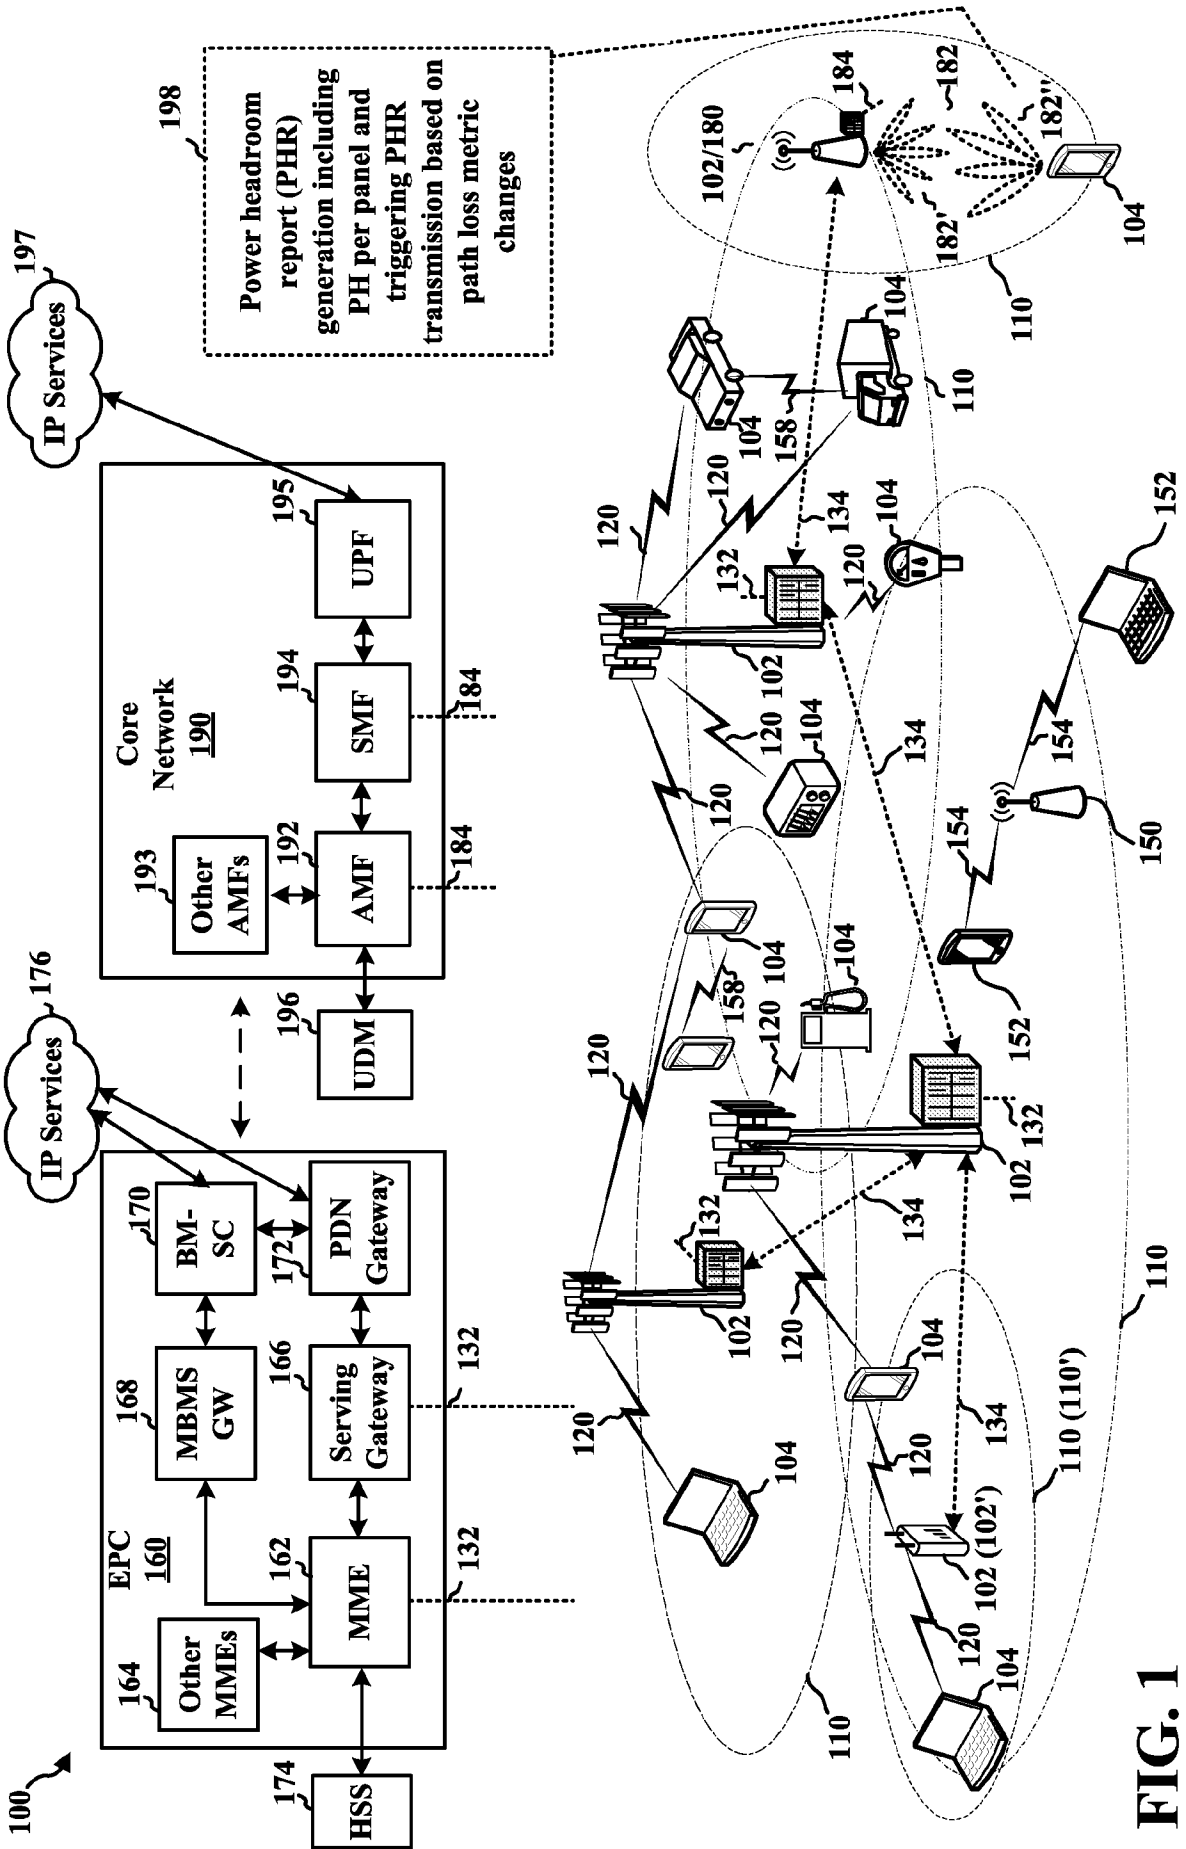 100
EPC
160
164
Other
MMEs
162
MME
174
HSS
168
MBMS
GW
166
Serving
Gateway
170
BM-
SC
172
PDN
Gateway
176
IP Services
132
132
Core
Network
190
193
Other
AMFs
192
AMF
196
UDM
194
SMF
195
UPF
197
IP Services
184
184
198
Power headroom
report (PHR)
generation including
PH per panel and
triggering PHR
transmission based on
path loss metric
changes
120
120
120
120
120
120
120
120
120
120
120
102
102
102
102 (102')
102/180
104
104
104
104
104
104
104
104
104
104
110
110
110
110
110 (110')
132
132
132
134
134
134
134
150
152
152
154
154
158
158
182
182'
182"
184
FIG. 1